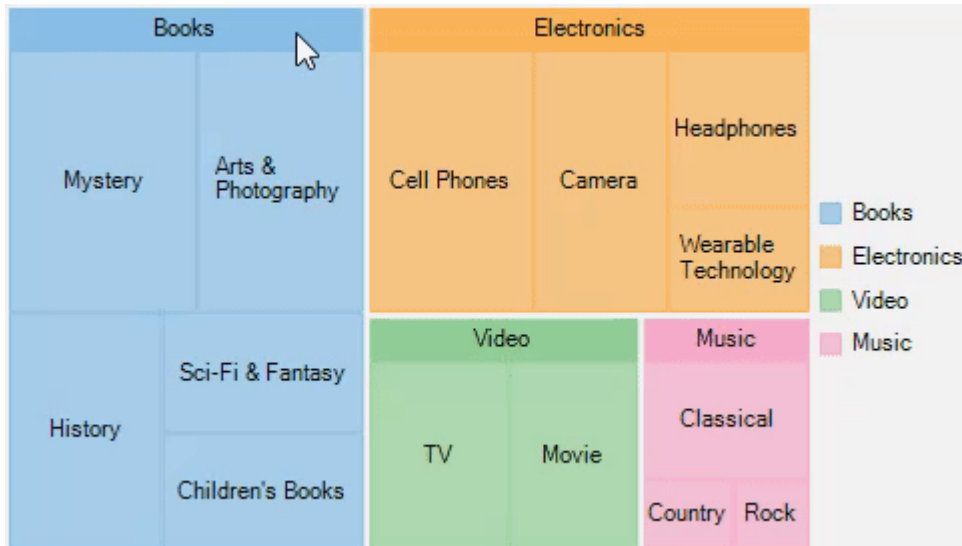 Books
Electronics
Mystery
Arts &
Photography
Cell Phones
Camera
Headphones
Wearable
Technology
History
Sci-Fi & Fantasy
Children's Books
Video
TV
Movie
Music
Classical
Country
Rock
Books
Electronics
Video
Music